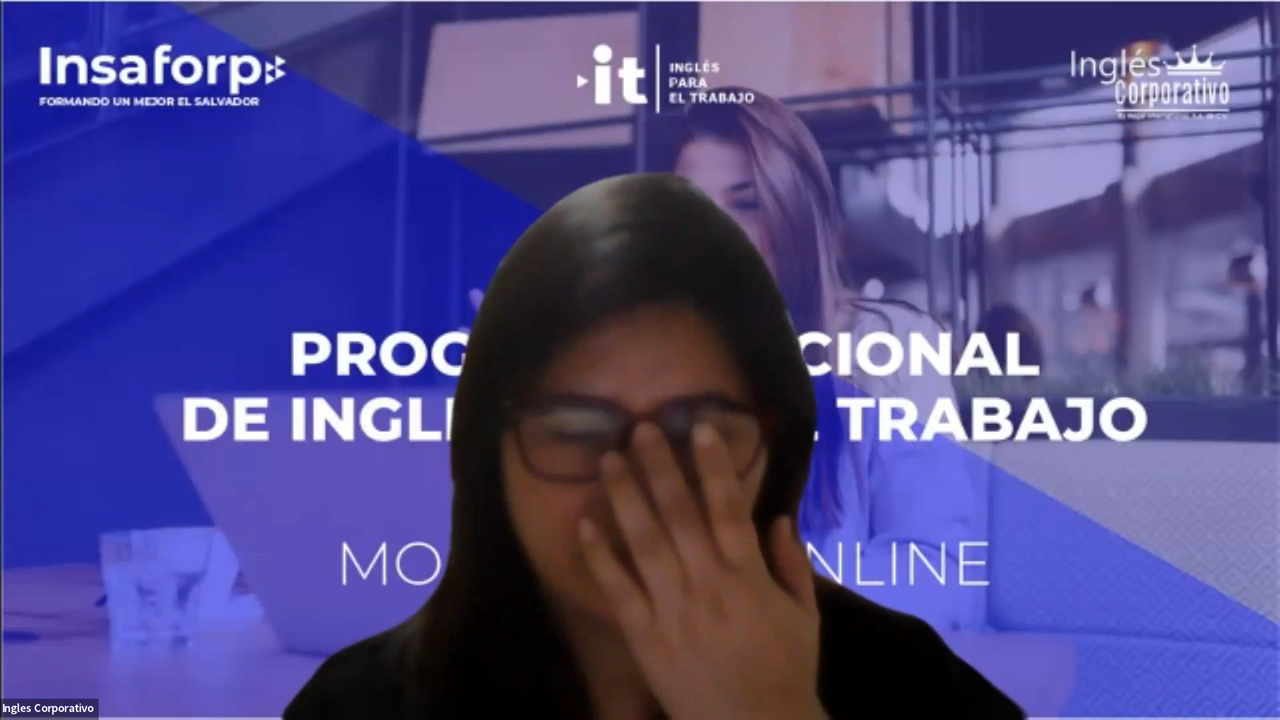 Insaforp
FORMANDO UN MEJOR EL SALVADOR
it
INGLÉS
PARA
EL TRABAJO
Inglés
corporativo
PROG CIONAL
DE INGL TRABAJO
MO NLINE
Ingles Corporativo